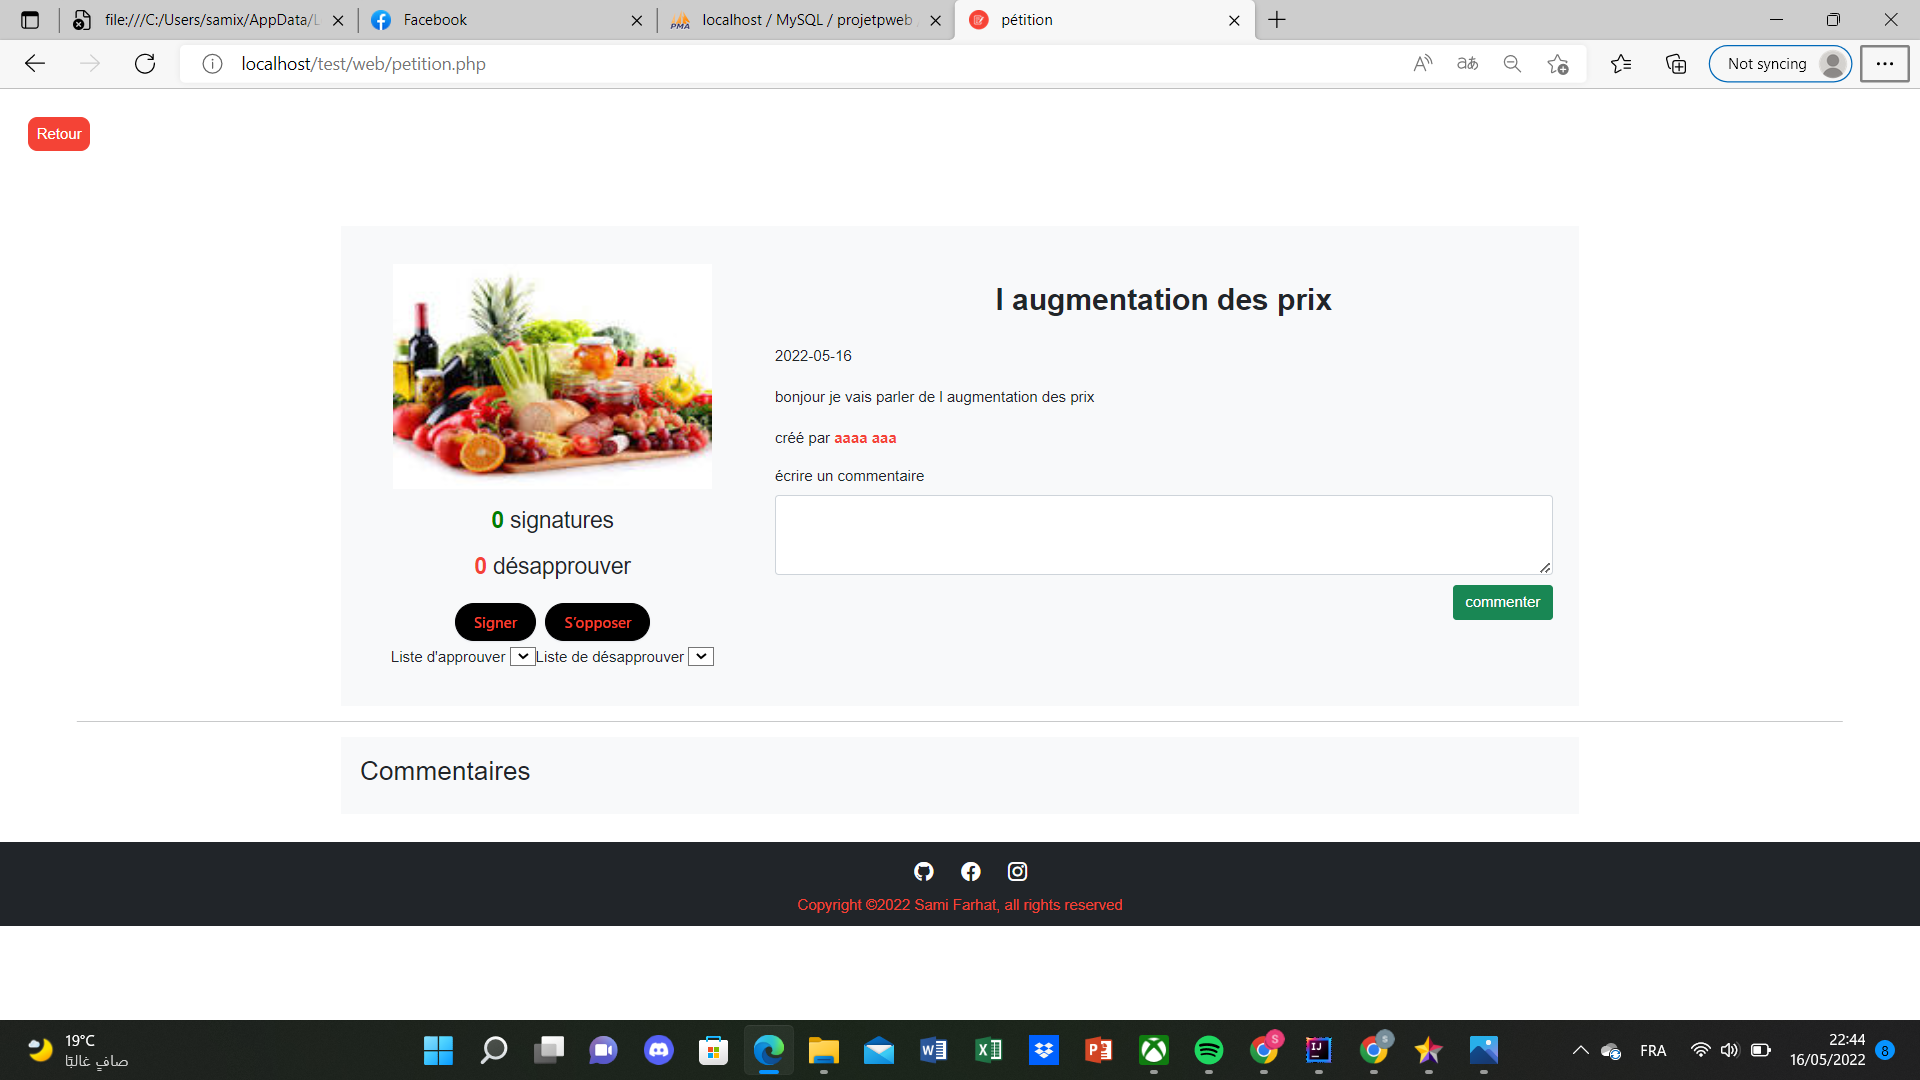 file:///C:/Users/samix/AppData/L
Facebook
localhost / MySQL / projetpweb
pétition
localhost/test/web/petition.php
Not syncing
Retour
l augmentation des prix
2022-05-16
bonjour je vais parler de l augmentation des prix
créé par aaaa aaa
écrire un commentaire
0 signatures
0 désapprouver
commenter
Signer
S'opposer
Liste d'approuver
Liste de désapprouver
Commentaires
Copyright ©2022 Sami Farhat, all rights reserved
19°C
صافٍ غالبًا
FRA
22:44
16/05/2022
8